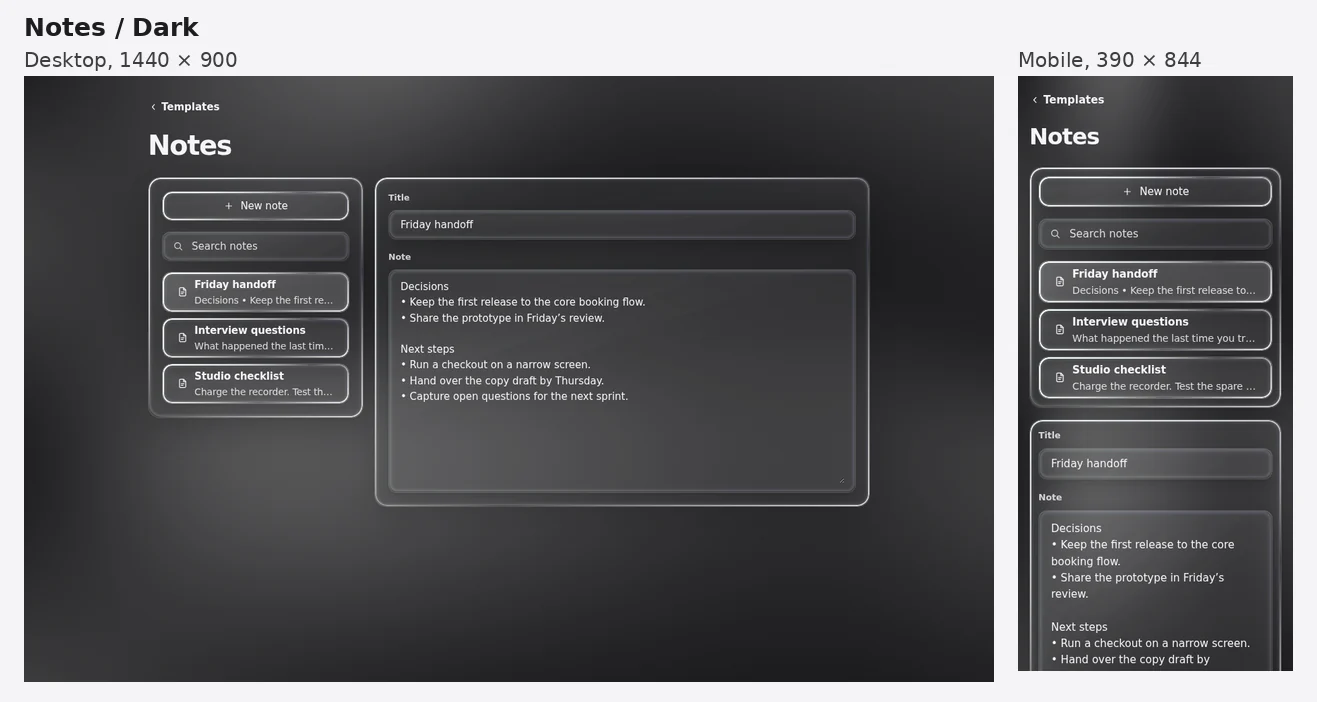 Notes / Dark
Desktop, 1440 × 900
‹ Templates
Notes
+ New note
Search notes
Friday handoff
Decisions • Keep the first re...
Interview questions
What happened the last tim...
Studio checklist
Charge the recorder. Test th...
Title
Friday handoff
Note
Decisions
• Keep the first release to the core booking flow.
• Share the prototype in Friday's review.
Next steps
• Run a checkout on a narrow screen.
• Hand over the copy draft by Thursday.
• Capture open questions for the next sprint.
Mobile, 390 × 844
‹ Templates
Notes
+ New note
Search notes
Friday handoff
Decisions • Keep the first release to...
Interview questions
What happened the last time you tr...
Studio checklist
Charge the recorder. Test the spare ...
Title
Friday handoff
Note
Decisions
• Keep the first release to the core
booking flow.
• Share the prototype in Friday's
review.
Next steps
• Run a checkout on a narrow screen.
• Hand over the copy draft by